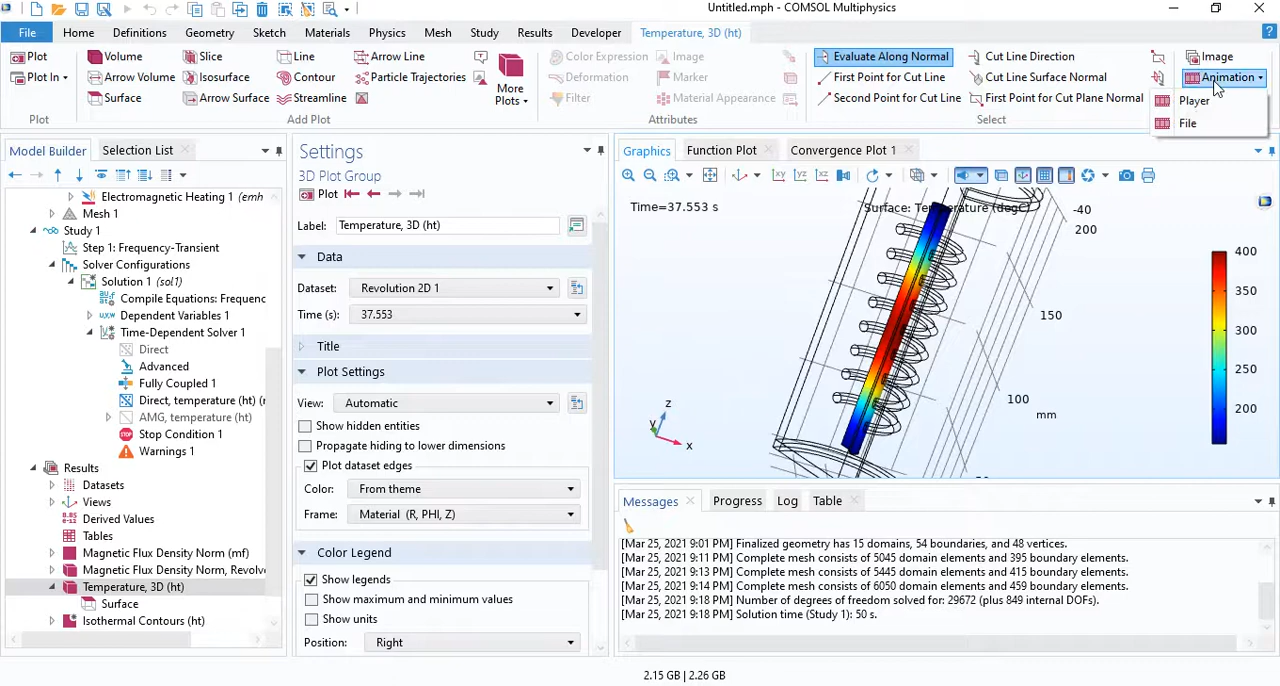 Untitled.mph - COMSOL Multiphysics
File Home Definitions Geometry Sketch Materials Physics Mesh Study Results Developer Temperature, 3D (ht)
Plot Volume Slice Line Arrow Line Color Expression Image Evaluate Along Normal Cut Line Direction Image
Plot In Arrow Volume Isosurface Contour Particle Trajectories Deformation Marker First Point for Cut Line Cut Line Surface Normal Animation
Surface Arrow Surface Streamline More Plots Filter Material Appearance Second Point for Cut Line First Point for Cut Plane Normal
Player
File
Plot Add Plot Attributes Select
Model Builder Selection List
Electromagnetic Heating 1 (emh
Mesh 1
Study 1
Step 1: Frequency-Transient
Solver Configurations
Solution 1 (sol1)
Compile Equations: Frequenc
Dependent Variables 1
Time-Dependent Solver 1
Direct
Advanced
Fully Coupled 1
Direct, temperature (ht) (r
AMG, temperature (ht)
Stop Condition 1
Warnings 1
Results
Datasets
Views
Derived Values
Tables
Magnetic Flux Density Norm (mf)
Magnetic Flux Density Norm, Revolve
Temperature, 3D (ht)
Surface
Isothermal Contours (ht)
Settings
3D Plot Group
Plot
Label: Temperature, 3D (ht)
Data
Dataset: Revolution 2D 1
Time (s): 37.553
Title
Plot Settings
View: Automatic
Show hidden entities
Propagate hiding to lower dimensions
Plot dataset edges
Color: From theme
Frame: Material (R, PHI, Z)
Color Legend
Show legends
Show maximum and minimum values
Show units
Position: Right
Graphics Function Plot Convergence Plot 1
xy yz xz
Time=37.553 s Surface: Temperature (degC) -40
200
150
100
mm
z
y
x
400
350
300
250
200
Messages Progress Log Table
[Mar 25, 2021 9:01 PM] Finalized geometry has 15 domains, 54 boundaries, and 48 vertices.
[Mar 25, 2021 9:11 PM] Complete mesh consists of 5045 domain elements and 395 boundary elements.
[Mar 25, 2021 9:13 PM] Complete mesh consists of 5445 domain elements and 415 boundary elements.
[Mar 25, 2021 9:14 PM] Complete mesh consists of 6050 domain elements and 459 boundary elements.
[Mar 25, 2021 9:18 PM] Number of degrees of freedom solved for: 29672 (plus 849 internal DOFs).
[Mar 25, 2021 9:18 PM] Solution time (Study 1): 50 s.
2.15 GB | 2.26 GB